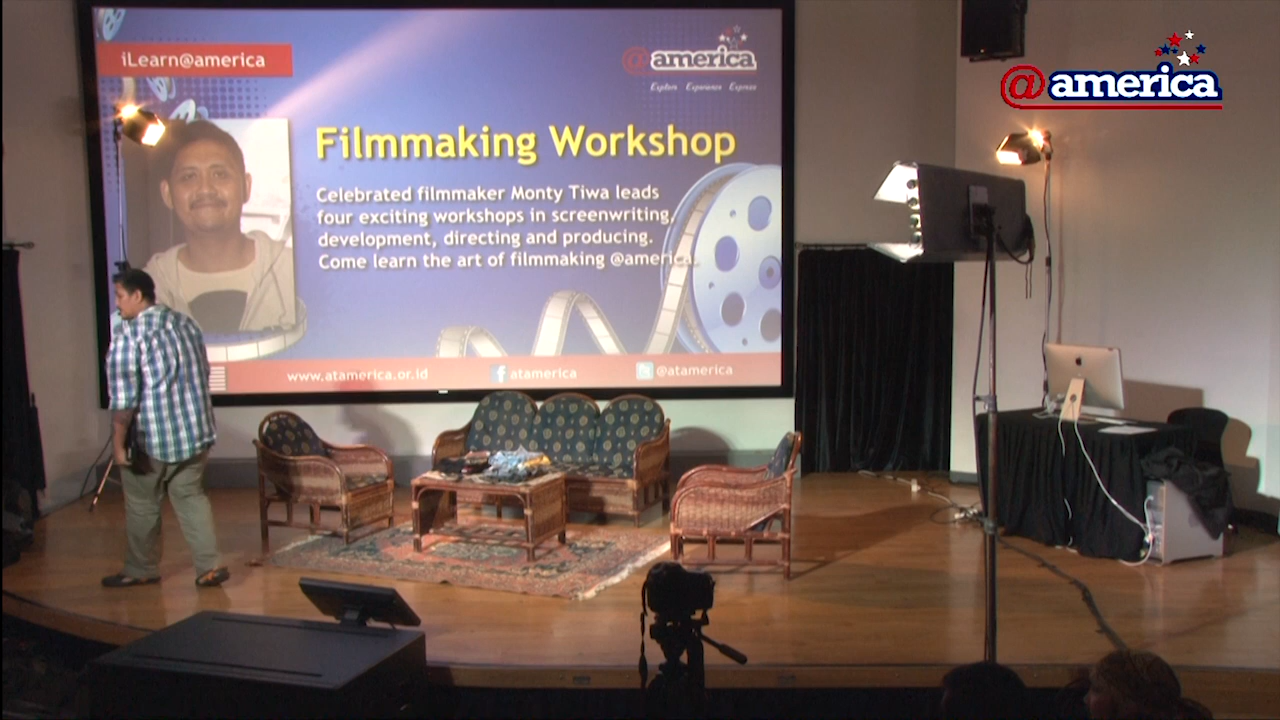 iLearn@america
@america
Explore Experience Express
@america
Filmmaking Workshop
Celebrated filmmaker Monty Tiwa leads
four exciting workshops in screenwriting,
development, directing and producing.
Come learn the art of filmmaking @america.
www.atamerica.or.id
atamerica
@atamerica